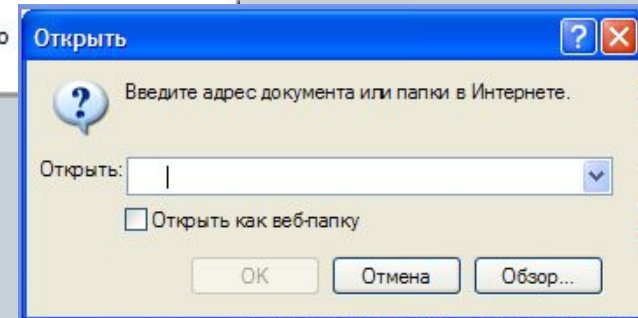 о
Открыть
Введите адрес документа или папки в Интернете.
Открыть:
Открыть как веб-папку
OK Отмена Обзор...